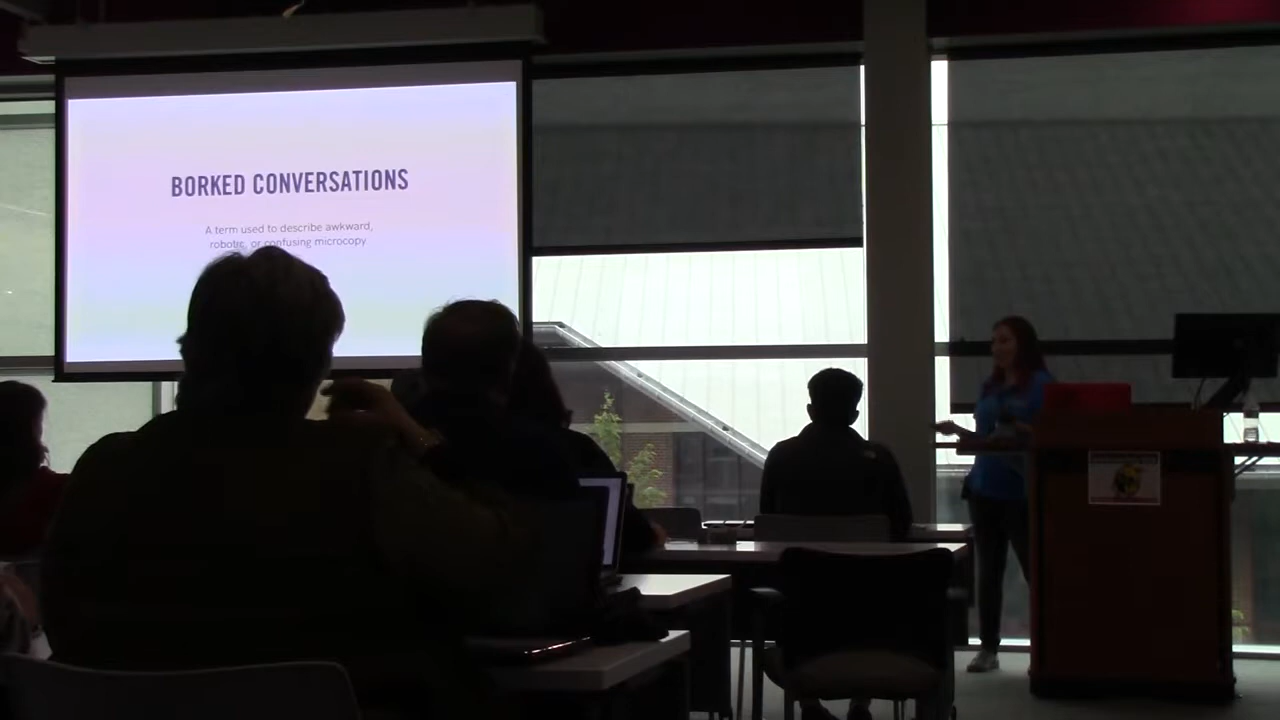 BORKED CONVERSATIONS
A term used to describe awkward,
robotic, or confusing microcopy